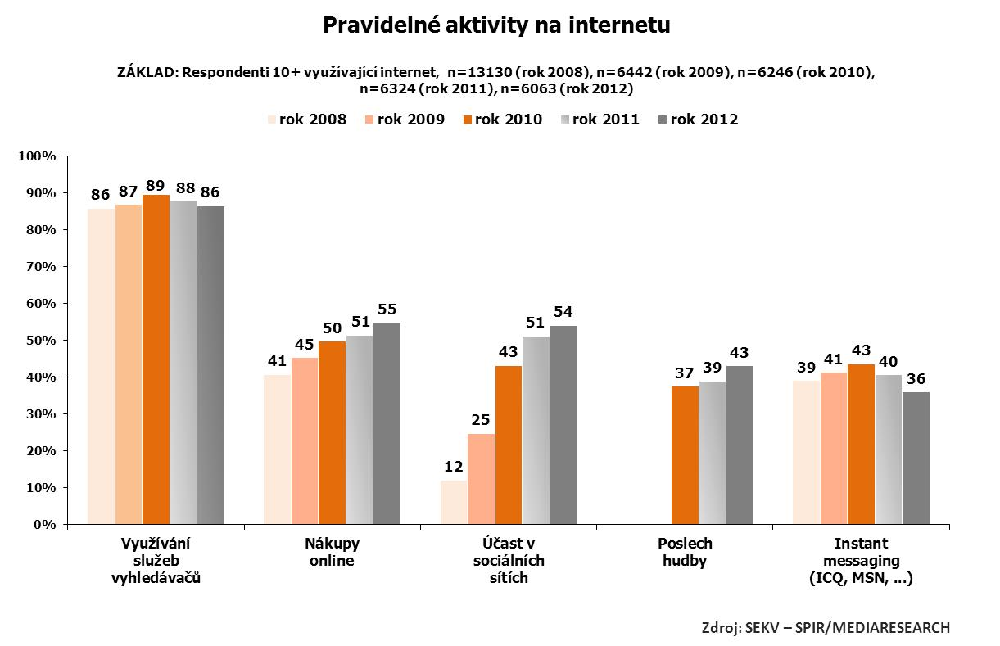 Pravidelné aktivity na internetu
ZÁKLAD: Respondenti 10+ využívající internet, n=13130 (rok 2008), n=6442 (rok 2009), n=6246 (rok 2010),
n=6324 (rok 2011), n=6063 (rok 2012)
rok 2008 rok 2009 rok 2010 rok 2011 rok 2012
100%
90%
80%
70%
60%
50%
40%
30%
20%
10%
0%
86 87 89 88 86
41 45 50 51 55
12 25 43 51 54
37 39 43
39 41 43 40 36
Využívání
služeb
vyhledávačů
Nákupy
online
Účast v
sociálních
sítích
Poslech
hudby
Instant
messaging
(ICQ, MSN, ...)
Zdroj: SEKV – SPIR/MEDIARESEARCH